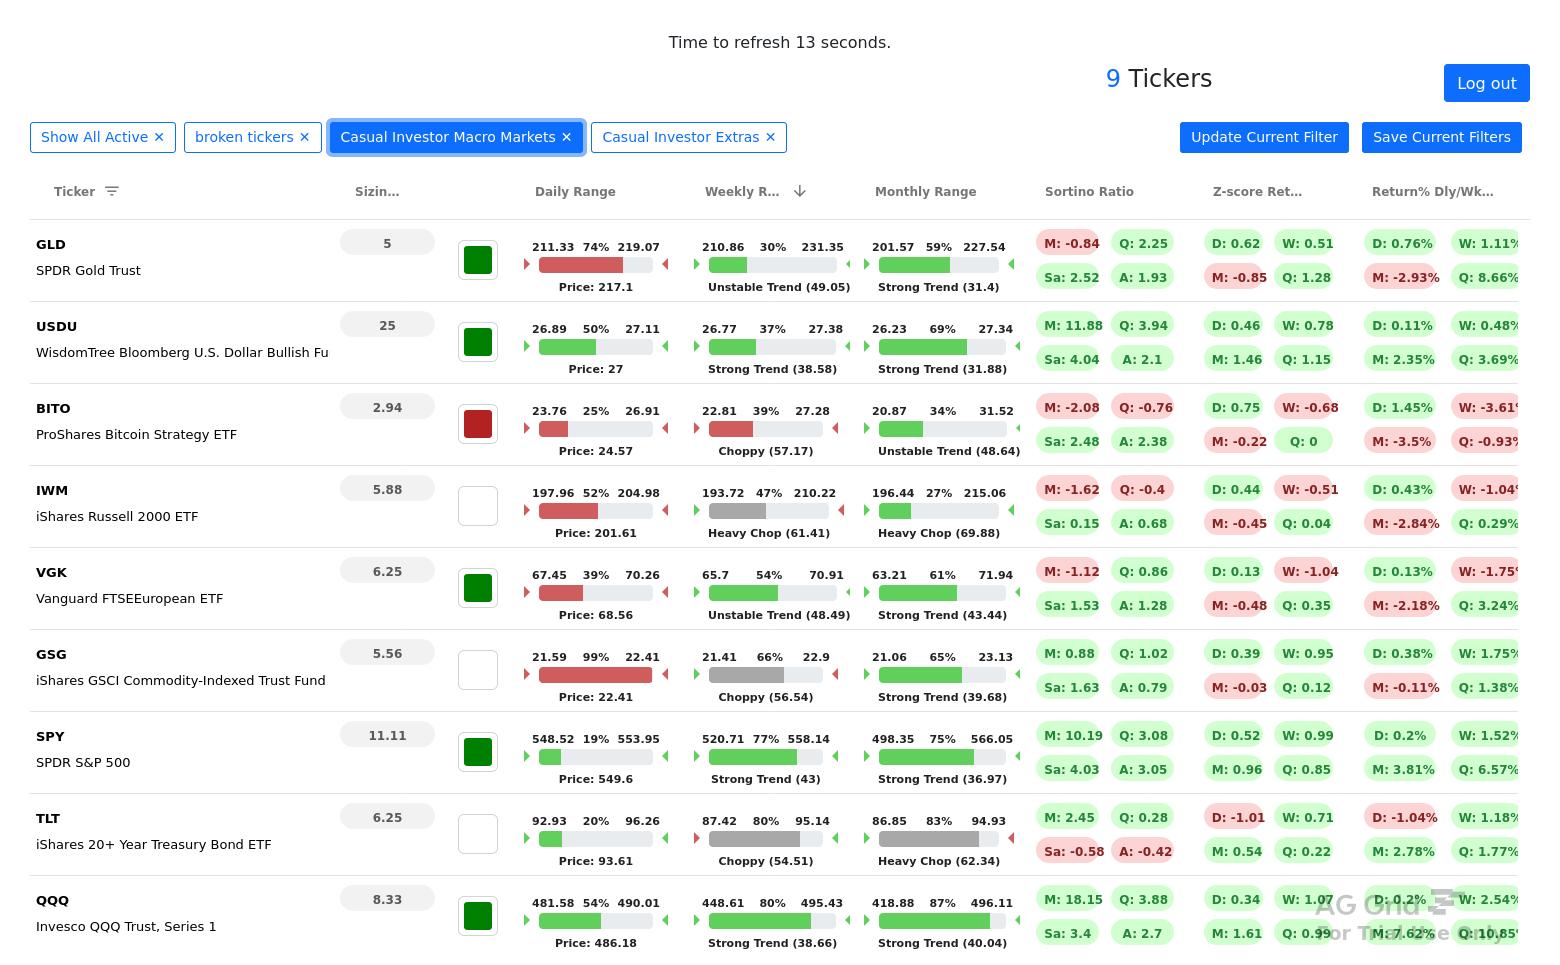 Time to refresh 13 seconds.
9 Tickers
Log out
Show All Active ✕ broken tickers ✕ Casual Investor Macro Markets ✕ Casual Investor Extras ✕ Update Current Filter Save Current Filters
Ticker Sizin... Daily Range Weekly R... Monthly Range Sortino Ratio Z-score Ret... Return% Dly/Wk...
GLD 5 211.33 74% 219.07 210.86 30% 231.35 201.57 59% 227.54 M: -0.84 Q: 2.25 D: 0.62 W: 0.51 D: 0.76% W: 1.11%
SPDR Gold Trust Price: 217.1 Unstable Trend (49.05) Strong Trend (31.4) Sa: 2.52 A: 1.93 M: -0.85 Q: 1.28 M: -2.93% Q: 8.66%
USDU 25 26.89 50% 27.11 26.77 37% 27.38 26.23 69% 27.34 M: 11.88 Q: 3.94 D: 0.46 W: 0.78 D: 0.11% W: 0.48%
WisdomTree Bloomberg U.S. Dollar Bullish Fu Price: 27 Strong Trend (38.58) Strong Trend (31.88) Sa: 4.04 A: 2.1 M: 1.46 Q: 1.15 M: 2.35% Q: 3.69%
BITO 2.94 23.76 25% 26.91 22.81 39% 27.28 20.87 34% 31.52 M: -2.08 Q: -0.76 D: 0.75 W: -0.68 D: 1.45% W: -3.61%
ProShares Bitcoin Strategy ETF Price: 24.57 Choppy (57.17) Unstable Trend (48.64) Sa: 2.48 A: 2.38 M: -0.22 Q: 0 M: -3.5% Q: -0.93%
IWM 5.88 197.96 52% 204.98 193.72 47% 210.22 196.44 27% 215.06 M: -1.62 Q: -0.4 D: 0.44 W: -0.51 D: 0.43% W: -1.04%
iShares Russell 2000 ETF Price: 201.61 Heavy Chop (61.41) Heavy Chop (69.88) Sa: 0.15 A: 0.68 M: -0.45 Q: 0.04 M: -2.84% Q: 0.29%
VGK 6.25 67.45 39% 70.26 65.7 54% 70.91 63.21 61% 71.94 M: -1.12 Q: 0.86 D: 0.13 W: -1.04 D: 0.13% W: -1.75%
Vanguard FTSEEuropean ETF Price: 68.56 Unstable Trend (48.49) Strong Trend (43.44) Sa: 1.53 A: 1.28 M: -0.48 Q: 0.35 M: -2.18% Q: 3.24%
GSG 5.56 21.59 99% 22.41 21.41 66% 22.9 21.06 65% 23.13 M: 0.88 Q: 1.02 D: 0.39 W: 0.95 D: 0.38% W: 1.75%
iShares GSCI Commodity-Indexed Trust Fund Price: 22.41 Choppy (56.54) Strong Trend (39.68) Sa: 1.63 A: 0.79 M: -0.03 Q: 0.12 M: -0.11% Q: 1.38%
SPY 11.11 548.52 19% 553.95 520.71 77% 558.14 498.35 75% 566.05 M: 10.19 Q: 3.08 D: 0.52 W: 0.99 D: 0.2% W: 1.52%
SPDR S&P 500 Price: 549.6 Strong Trend (43) Strong Trend (36.97) Sa: 4.03 A: 3.05 M: 0.96 Q: 0.85 M: 3.81% Q: 6.57%
TLT 6.25 92.93 20% 96.26 87.42 80% 95.14 86.85 83% 94.93 M: 2.45 Q: 0.28 D: -1.01 W: 0.71 D: -1.04% W: 1.18%
iShares 20+ Year Treasury Bond ETF Price: 93.61 Choppy (54.51) Heavy Chop (62.34) Sa: -0.58 A: -0.42 M: 0.54 Q: 0.22 M: 2.78% Q: 1.77%
QQQ 8.33 481.58 54% 490.01 448.61 80% 495.43 418.88 87% 496.11 M: 18.15 Q: 3.88 D: 0.34 W: 1.07 D: 0.2% W: 2.54%
Invesco QQQ Trust, Series 1 Price: 486.18 Strong Trend (38.66) Strong Trend (40.04) Sa: 3.4 A: 2.7 M: 1.61 Q: 0.99 M: 7.62% Q: 10.85%
AG Grid
For Trial Use Only